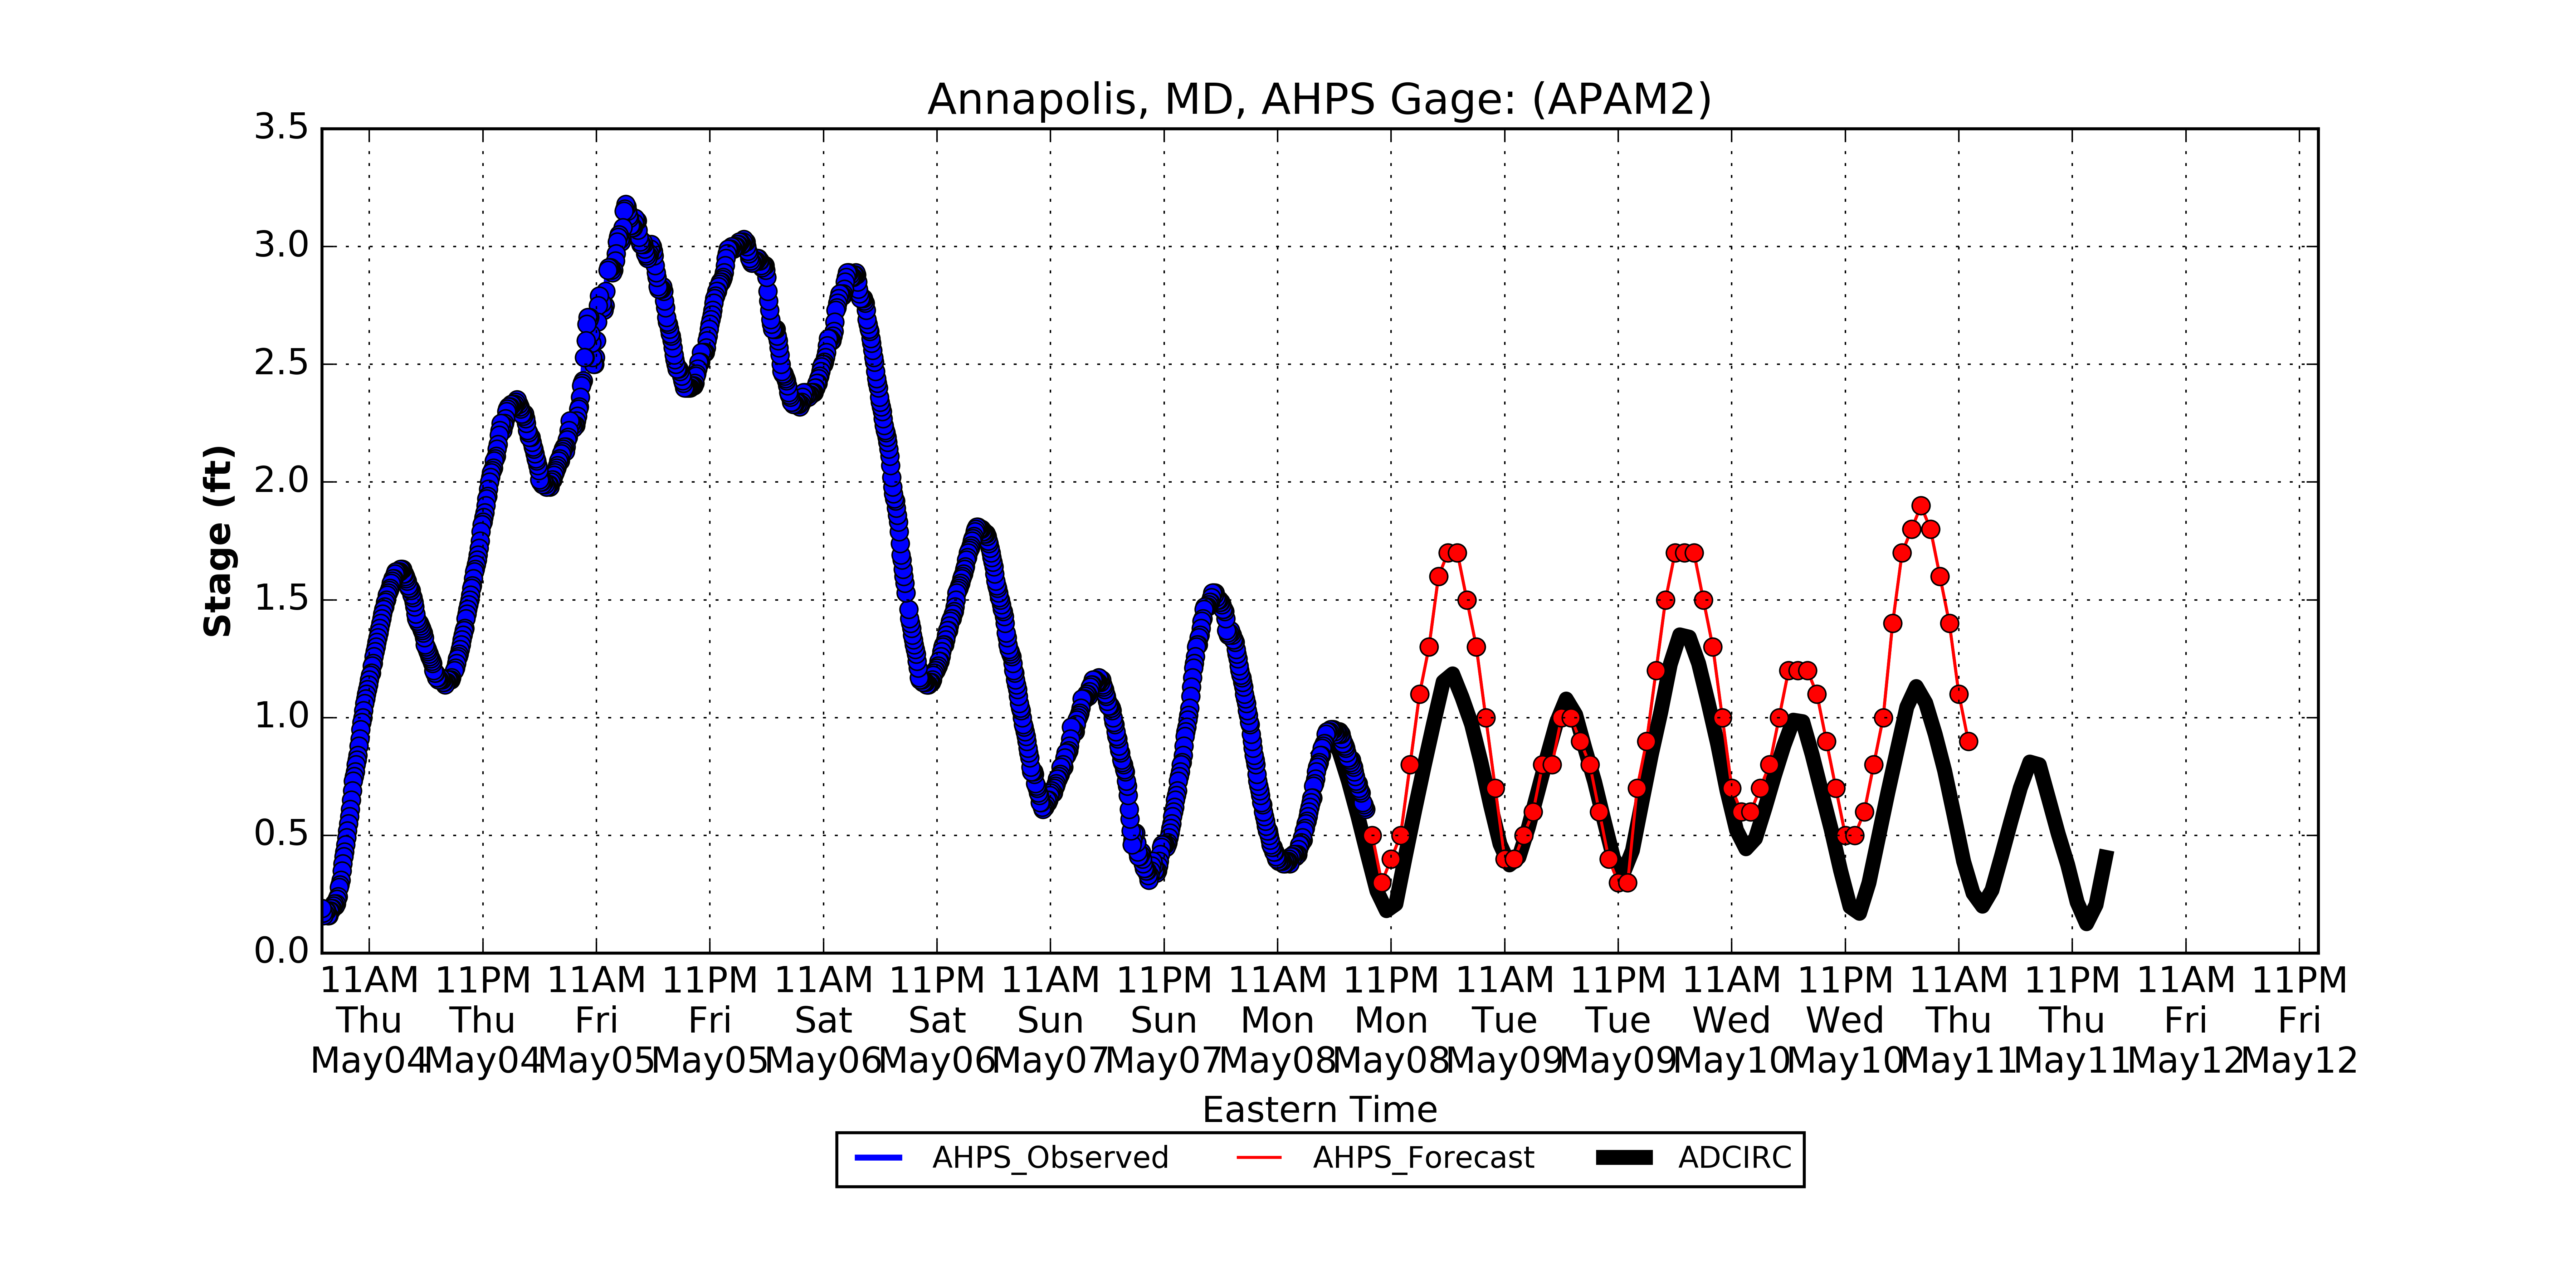 Annapolis, MD, AHPS Gage: (APAM2)
3.5
3.0
2.5
2.0
1.5
1.0
0.5
0.0
Stage (ft)
11AM 11PM 11AM 11PM 11AM 11PM 11AM 11PM 11AM 11PM 11AM 11PM 11AM 11PM 11AM 11PM 11AM 11PM
Thu Thu Fri Fri Sat Sat Sun Sun Mon Mon Tue Tue Wed Wed Thu Thu Fri Fri
May04 May04 May05 May05 May06 May06 May07 May07 May08 May08 May09 May09 May10 May10 May11 May11 May12 May12
Eastern Time
AHPS_Observed AHPS_Forecast ADCIRC